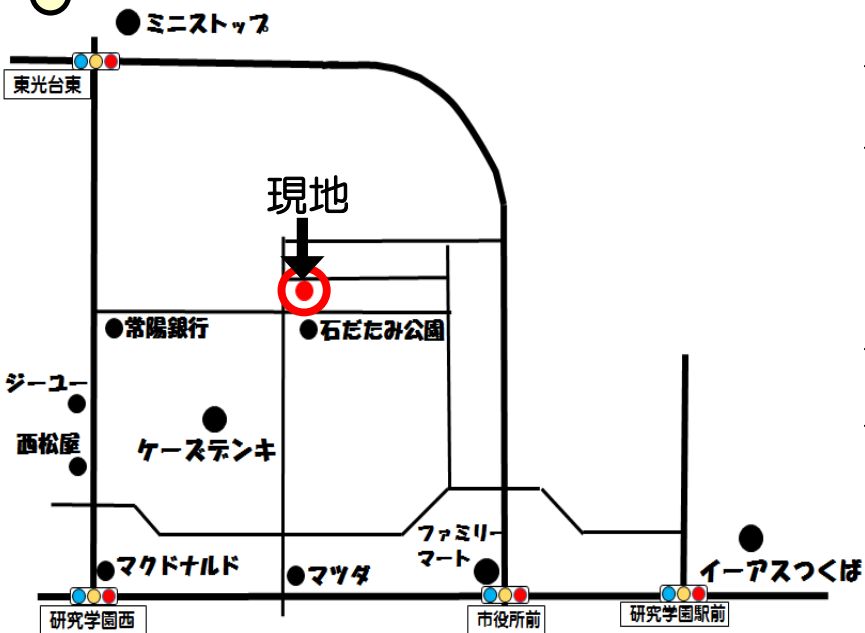 ミニストップ
東光台東
現地
常陽銀行
石だたみ公園
ジーユー
西松屋
ケーズデンキ
ファミリー
マート
マクドナルド
マツダ
イーアスつくば
研究学園西
市役所前
研究学園駅前